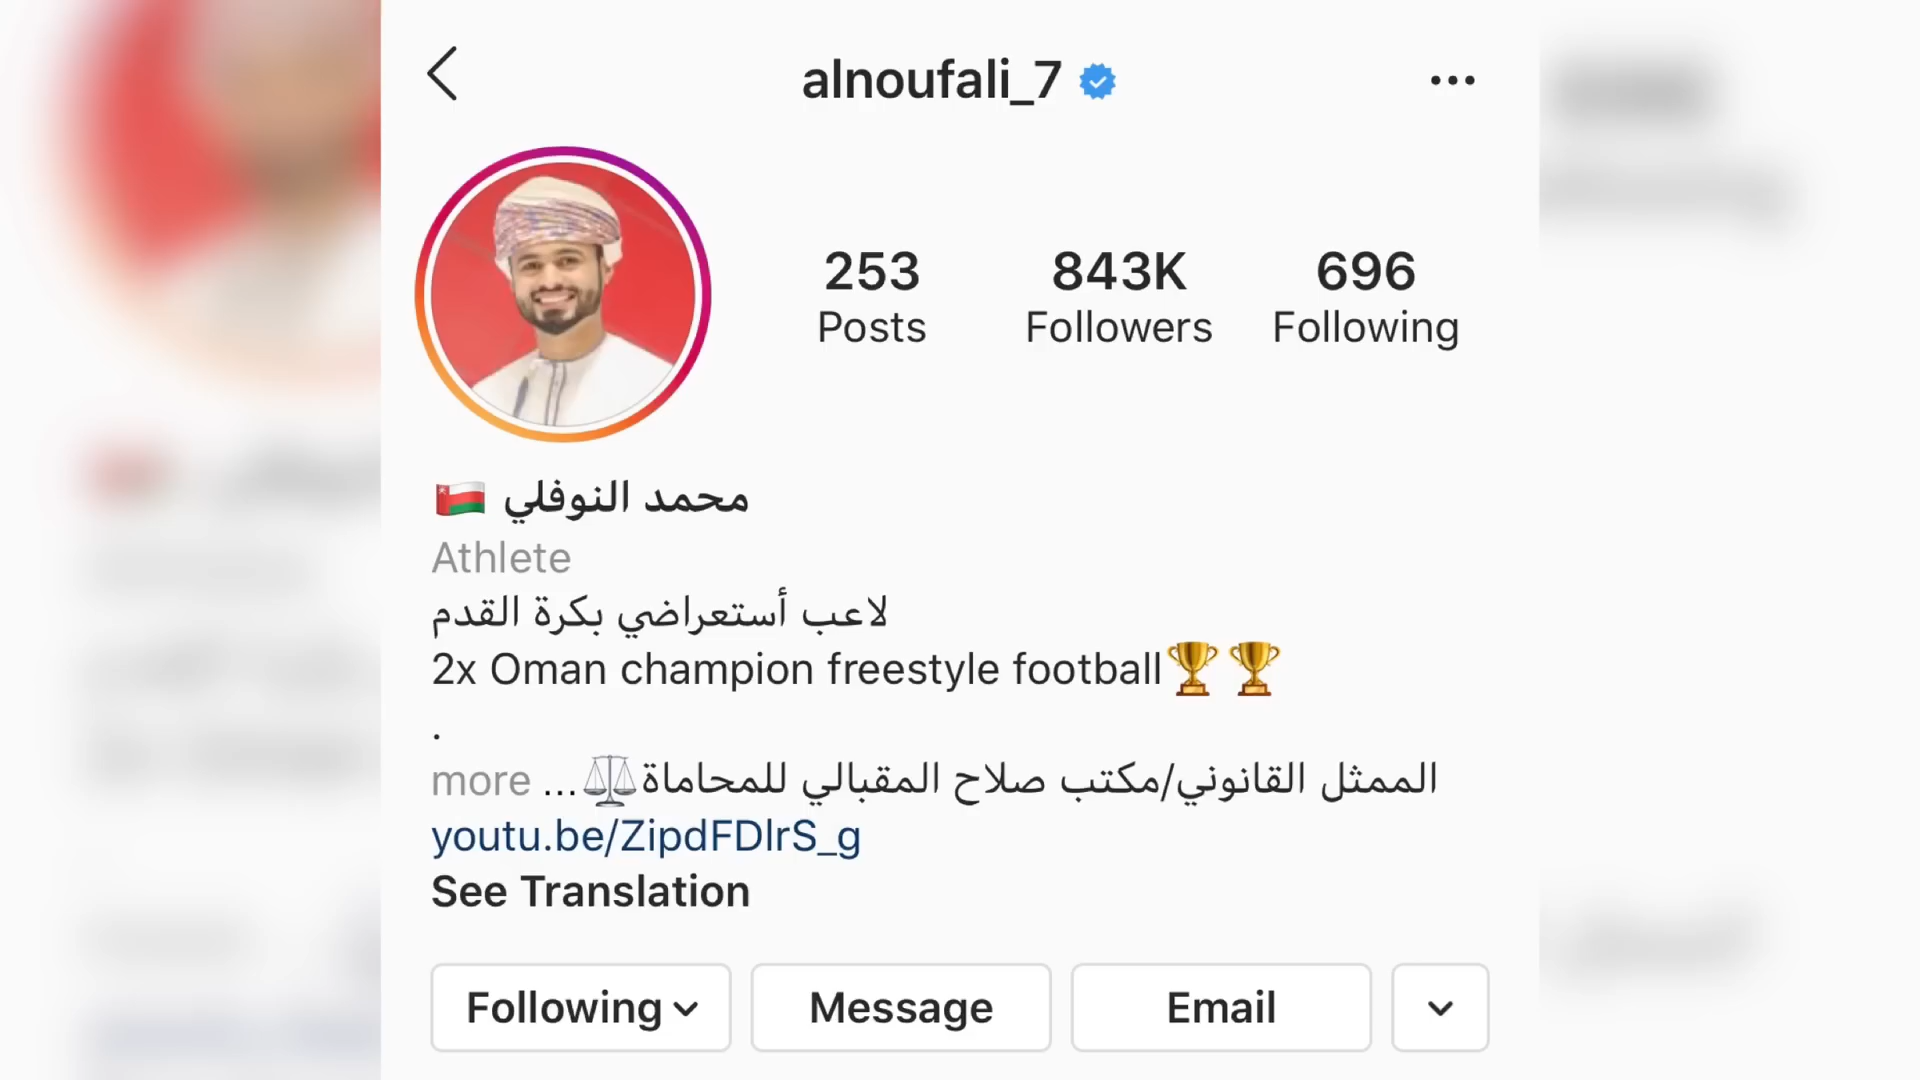 alnoufali_7
253 843K 696
Posts Followers Following
محمد النوفلي 🇴🇲
Athlete
لاعب أستعراضي بكرة القدم
2x Oman champion freestyle football🏆🏆
.
الممثل القانوني/مكتب صلاح المقبالي للمحاماة⚖️... more
youtu.be/ZipdFDlrS_g
See Translation
Following Message Email